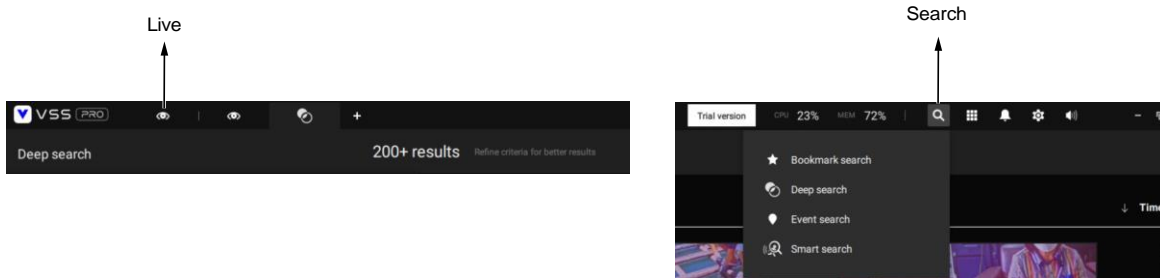 Live
VSS PRO
Deep search
200+ results Refine criteria for better results
Search
Trial version CPU 23% MEM 72%
Bookmark search
Deep search
Event search
Smart search
Time